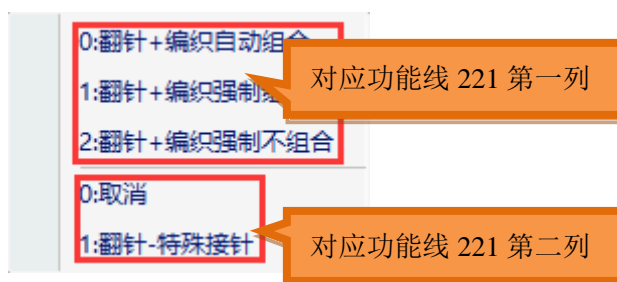 0:翻针+编织自动组合
对应功能线 221 第一列
1:翻针+编织强制
2:翻针+编织强制不组合
0:取消
1:翻针-特殊接针
对应功能线 221 第二列